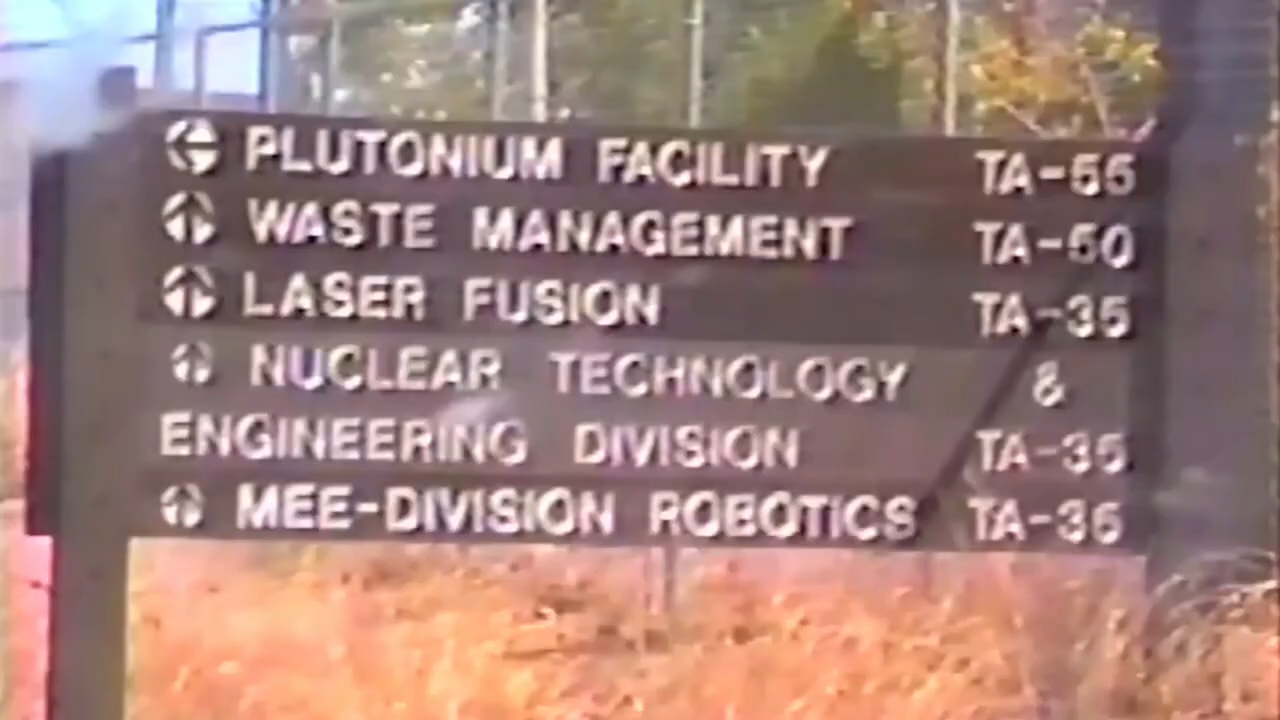 PLUTONIUM FACILITY TA-55
WASTE MANAGEMENT TA-50
LASER FUSION TA-35
NUCLEAR TECHNOLOGY &
ENGINEERING DIVISION TA-35
MEE-DIVISION ROBOTICS TA-35